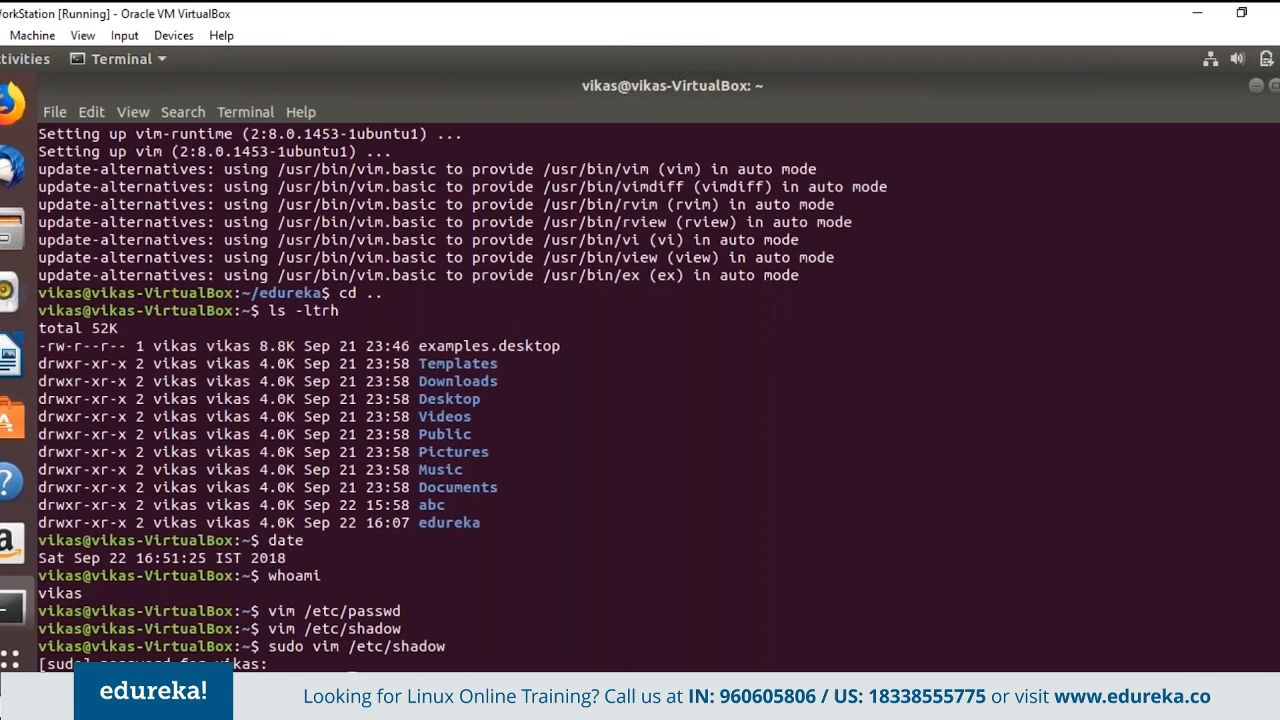 orkStation [Running] - Oracle VM VirtualBox
Machine View Input Devices Help
tivities Terminal
vikas@vikas-VirtualBox: ~
File Edit View Search Terminal Help
Setting up vim-runtime (2:8.0.1453-1ubuntu1) ...
Setting up vim (2:8.0.1453-1ubuntu1) ...
update-alternatives: using /usr/bin/vim.basic to provide /usr/bin/vim (vim) in auto mode
update-alternatives: using /usr/bin/vim.basic to provide /usr/bin/vimdiff (vimdiff) in auto mode
update-alternatives: using /usr/bin/vim.basic to provide /usr/bin/rvim (rvim) in auto mode
update-alternatives: using /usr/bin/vim.basic to provide /usr/bin/rview (rview) in auto mode
update-alternatives: using /usr/bin/vim.basic to provide /usr/bin/vi (vi) in auto mode
update-alternatives: using /usr/bin/vim.basic to provide /usr/bin/view (view) in auto mode
update-alternatives: using /usr/bin/vim.basic to provide /usr/bin/ex (ex) in auto mode
vikas@vikas-VirtualBox:~/edureka$ cd ..
vikas@vikas-VirtualBox:~$ ls -ltrh
total 52K
-rw-r--r-- 1 vikas vikas 8.8K Sep 21 23:46 examples.desktop
drwxr-xr-x 2 vikas vikas 4.0K Sep 21 23:58 Templates
drwxr-xr-x 2 vikas vikas 4.0K Sep 21 23:58 Downloads
drwxr-xr-x 2 vikas vikas 4.0K Sep 21 23:58 Desktop
drwxr-xr-x 2 vikas vikas 4.0K Sep 21 23:58 Videos
drwxr-xr-x 2 vikas vikas 4.0K Sep 21 23:58 Public
drwxr-xr-x 2 vikas vikas 4.0K Sep 21 23:58 Pictures
drwxr-xr-x 2 vikas vikas 4.0K Sep 21 23:58 Music
drwxr-xr-x 2 vikas vikas 4.0K Sep 21 23:58 Documents
drwxr-xr-x 2 vikas vikas 4.0K Sep 22 15:58 abc
drwxr-xr-x 2 vikas vikas 4.0K Sep 22 16:07 edureka
vikas@vikas-VirtualBox:~$ date
Sat Sep 22 16:51:25 IST 2018
vikas@vikas-VirtualBox:~$ whoami
vikas
vikas@vikas-VirtualBox:~$ vim /etc/passwd
vikas@vikas-VirtualBox:~$ vim /etc/shadow
vikas@vikas-VirtualBox:~$ sudo vim /etc/shadow
[sudo] password for vikas:
edureka!
Looking for Linux Online Training? Call us at IN: 960605806 / US: 18338555775 or visit www.edureka.co